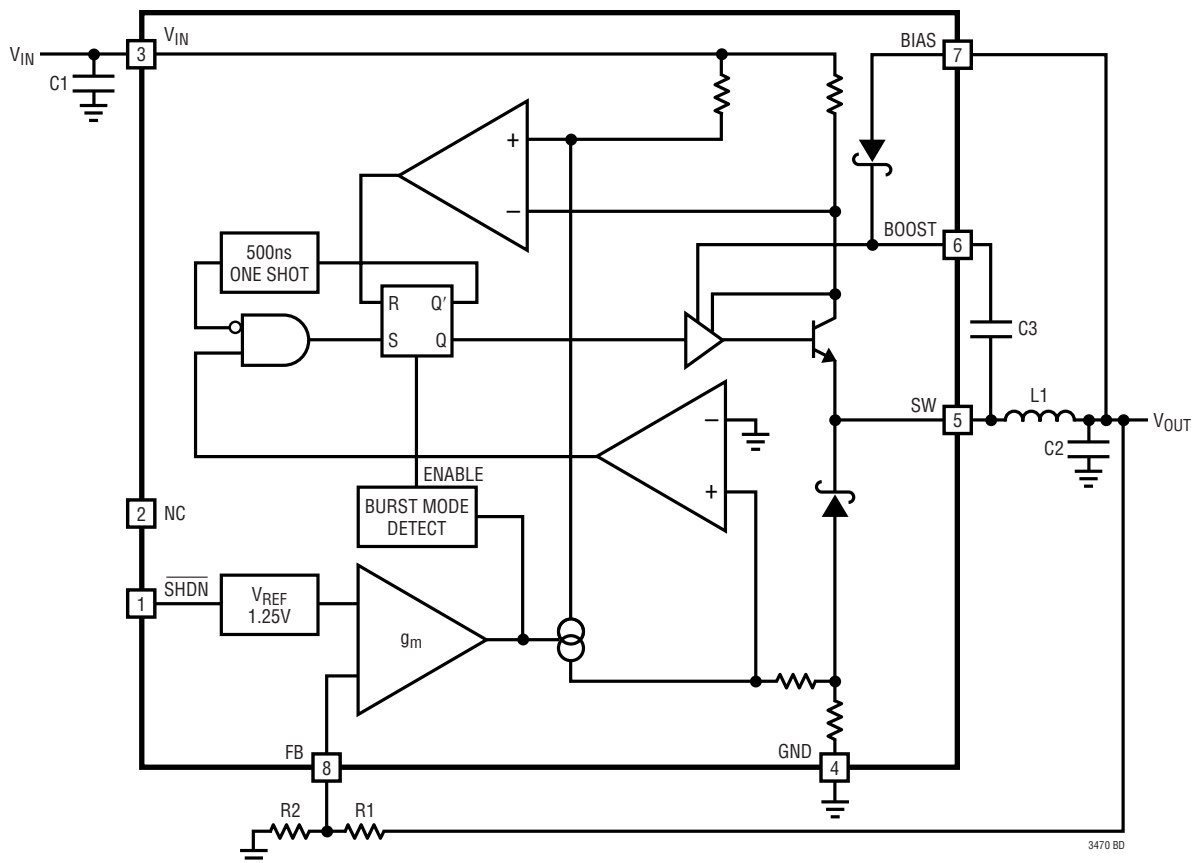 VIN
VIN
3
C1
BIAS
7
+
−
BOOST
6
500ns
ONE SHOT
R Q′
S Q
C3
SW
5
L1
VOUT
C2
−
+
ENABLE
BURST MODE
DETECT
2
NC
1
SHDN
VREF
1.25V
gm
FB
8
GND
4
R2
R1
3470 BD